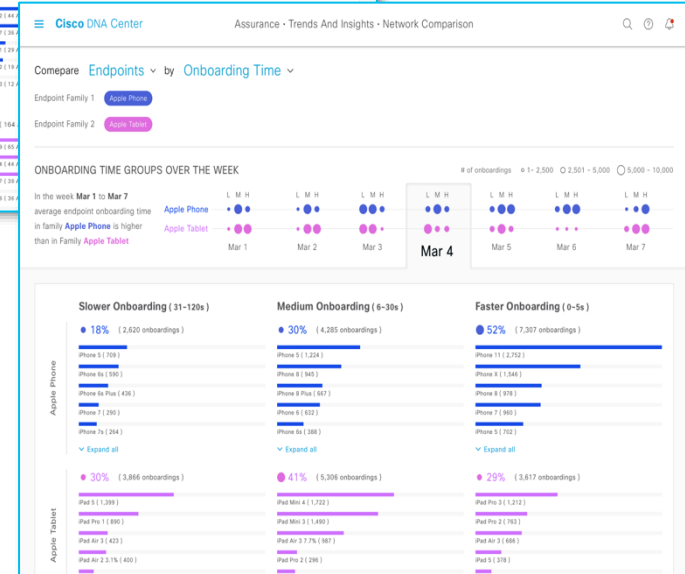 Cisco DNA Center
Assurance · Trends And Insights · Network Comparison
Comepare Endpoints by Onboarding Time
Endpoint Family 1 Apple Phone
Endpoint Family 2 Apple Tablet
ONBOARDING TIME GROUPS OVER THE WEEK
# of onboardings 1- 2,500 2,501 - 5,000 5,000 - 10,000
In the week Mar 1 to Mar 7
average endpoint onboarding time
in family Apple Phone is higher
than in Family Apple Tablet
L M H L M H L M H L M H L M H L M H L M H
Apple Phone
Apple Tablet
Mar 1 Mar 2 Mar 3 Mar 4 Mar 5 Mar 6 Mar 7
Slower Onboarding ( 31-120s ) Medium Onboarding ( 6-30s ) Faster Onboarding ( 0-5s )
Apple Phone
18% ( 2,620 onboardings ) 30% ( 4,285 onboardings ) 52% ( 7,307 onboardings )
iPhone 5 ( 709 ) iPhone 5 ( 1,224 ) iPhone 11 ( 2,752 )
iPhone 6s ( 590 ) iPhone 8 ( 945 ) iPhone X ( 1,546 )
iPhone 6s Plus ( 436 ) iPhone 8 Plus ( 667 ) iPhone 8 ( 978 )
iPhone 7 ( 290 ) iPhone 6 ( 632 ) iPhone 7 ( 960 )
iPhone 7s ( 264 ) iPhone 6s ( 388 ) iPhone 5 ( 702 )
Expand all Expand all Expand all
Apple Tablet
30% ( 3,866 onboardings ) 41% ( 5,306 onboardings ) 29% ( 3,617 onboardings )
iPad 5 ( 1,399 ) iPad Mini 4 ( 1,722 ) iPad Pro 3 ( 1,212 )
iPad Pro 1 ( 890 ) iPad Mini 3 ( 1,490 ) iPad Pro 2 ( 763 )
iPad Air 3 ( 423 ) iPad Air 3 7.7% ( 987 ) iPad Air 3 ( 686 )
iPad Air 2 3.1% ( 400 ) iPad Pro 2 ( 296 ) iPad 5 ( 378 )